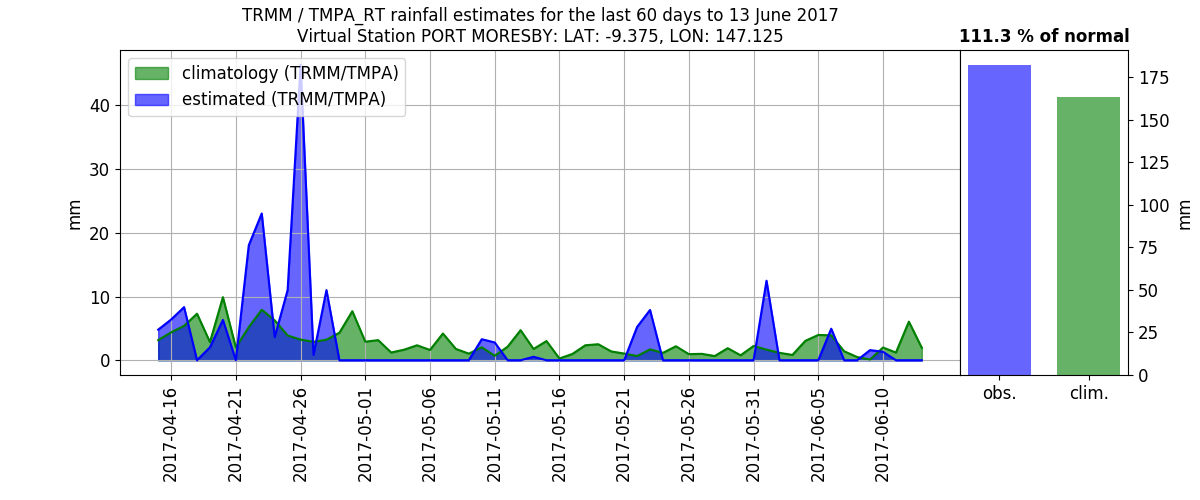 TRMM / TMPA_RT rainfall estimates for the last 60 days to 13 June 2017
Virtual Station PORT MORESBY: LAT: -9.375, LON: 147.125
111.3 % of normal
climatology (TRMM/TMPA)
estimated (TRMM/TMPA)
mm
40
30
20
10
0
2017-04-16
2017-04-21
2017-04-26
2017-05-01
2017-05-06
2017-05-11
2017-05-16
2017-05-21
2017-05-26
2017-05-31
2017-06-05
2017-06-10
175
150
125
100
75
50
25
0
mm
obs.
clim.